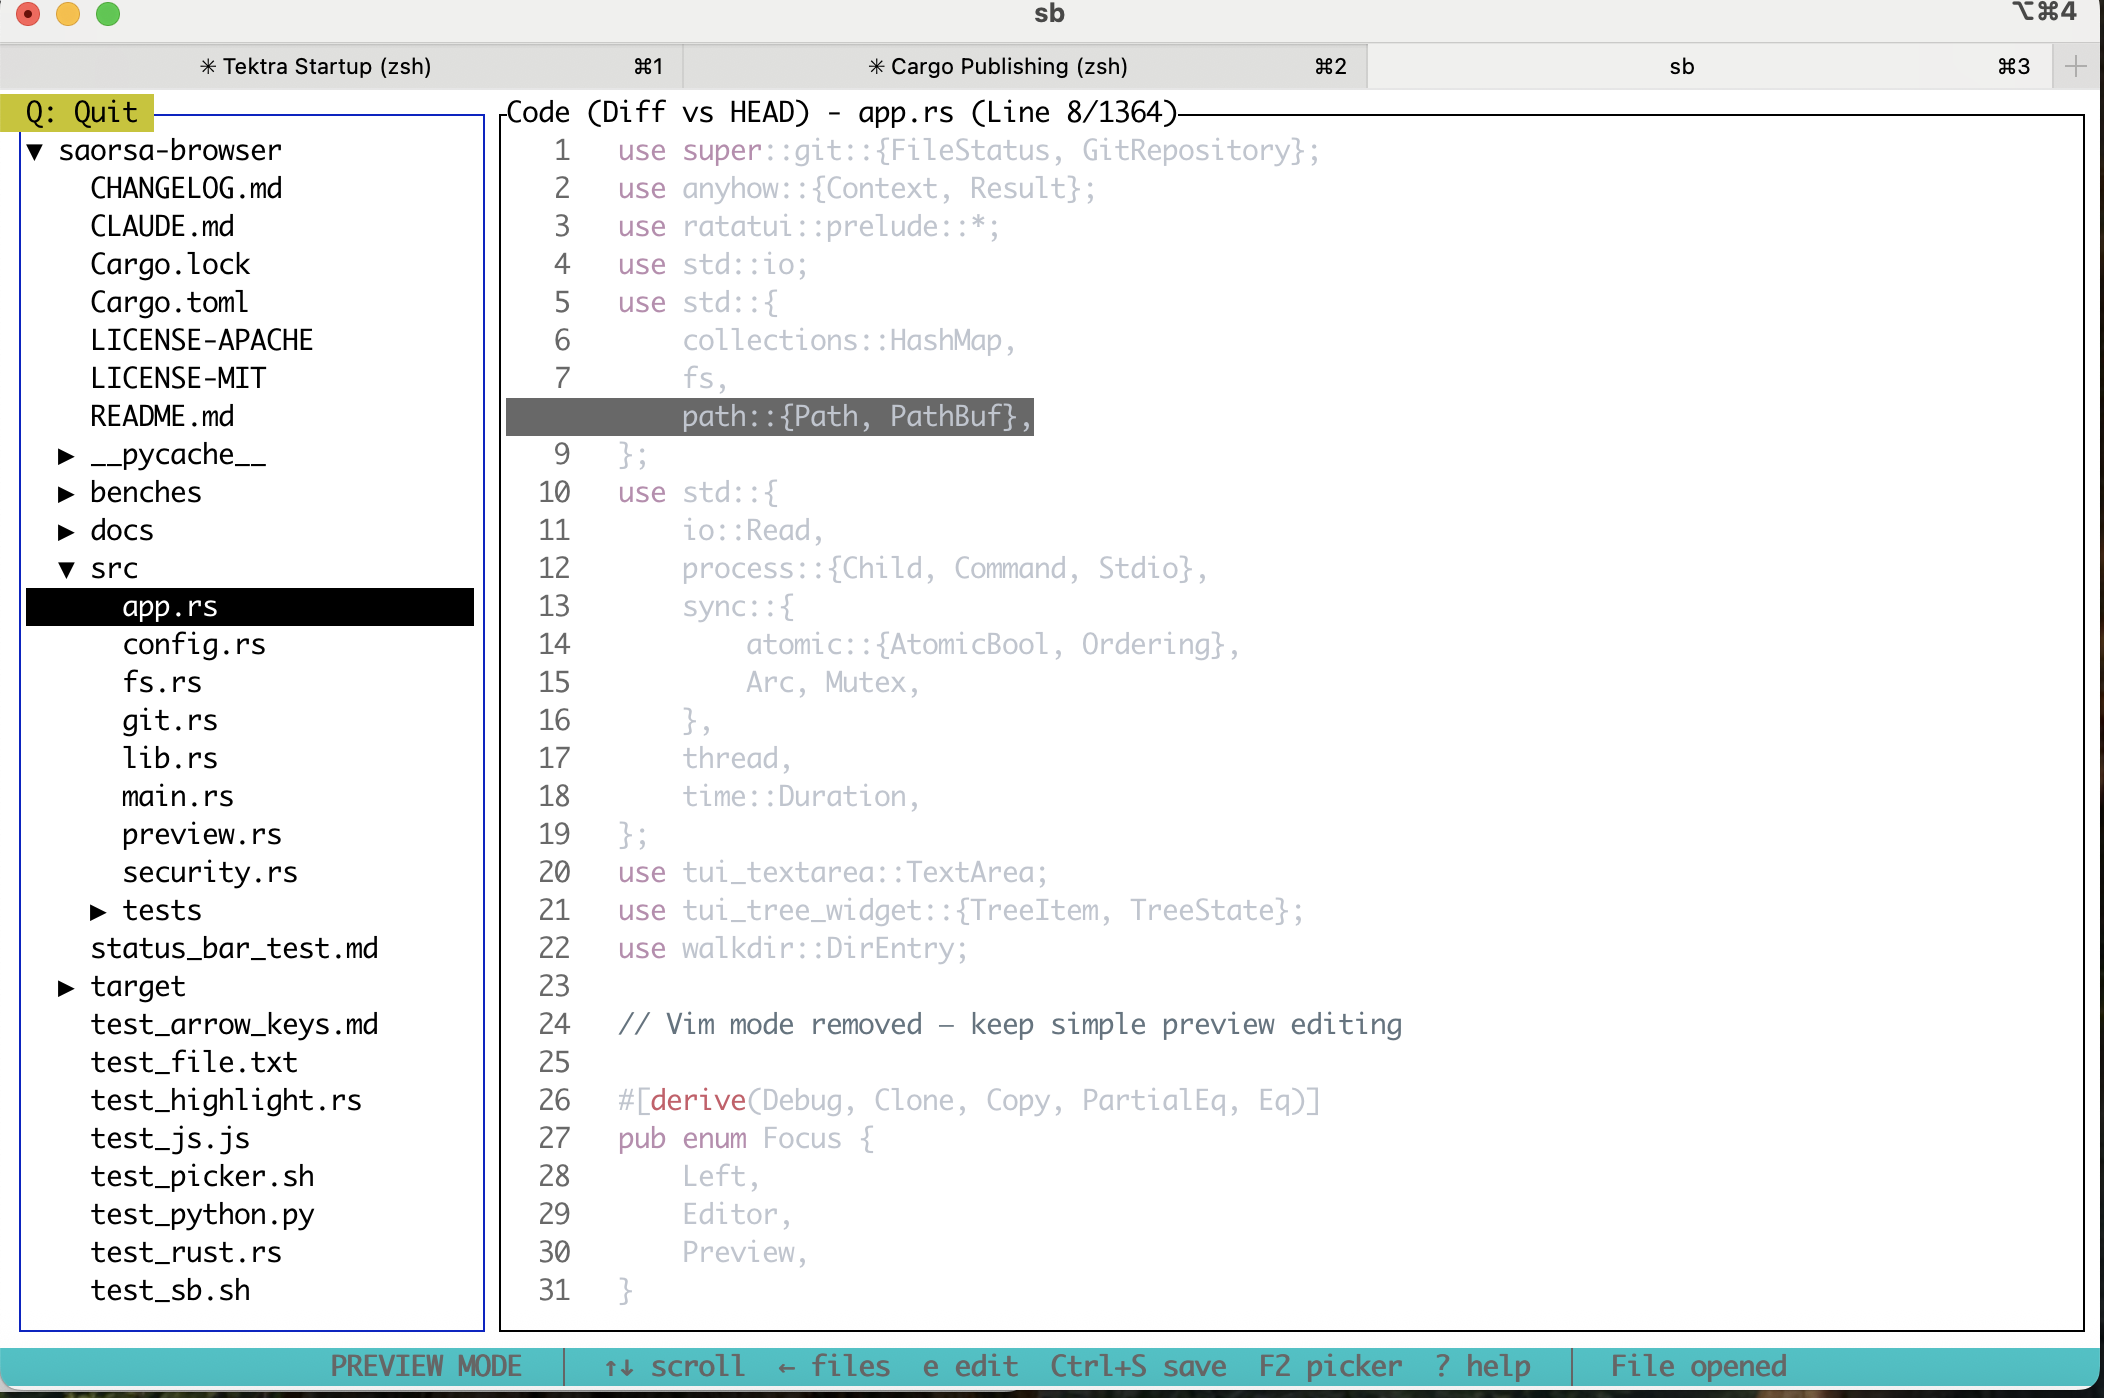 sb
⌥⌘4
✳ Tektra Startup (zsh) ⌘1
✳ Cargo Publishing (zsh) ⌘2
sb ⌘3
+
Q: Quit
▼ saorsa-browser
CHANGELOG.md
CLAUDE.md
Cargo.lock
Cargo.toml
LICENSE-APACHE
LICENSE-MIT
README.md
▶ __pycache__
▶ benches
▶ docs
▼ src
app.rs
config.rs
fs.rs
git.rs
lib.rs
main.rs
preview.rs
security.rs
▶ tests
status_bar_test.md
▶ target
test_arrow_keys.md
test_file.txt
test_highlight.rs
test_js.js
test_picker.sh
test_python.py
test_rust.rs
test_sb.sh
Code (Diff vs HEAD) - app.rs (Line 8/1364)
1 use super::git::{FileStatus, GitRepository};
2 use anyhow::{Context, Result};
3 use ratatui::prelude::*;
4 use std::io;
5 use std::{
6 collections::HashMap,
7 fs,
path::{Path, PathBuf},
9 };
10 use std::{
11 io::Read,
12 process::{Child, Command, Stdio},
13 sync::{
14 atomic::{AtomicBool, Ordering},
15 Arc, Mutex,
16 },
17 thread,
18 time::Duration,
19 };
20 use tui_textarea::TextArea;
21 use tui_tree_widget::{TreeItem, TreeState};
22 use walkdir::DirEntry;
23
24 // Vim mode removed — keep simple preview editing
25
26 #[derive(Debug, Clone, Copy, PartialEq, Eq)]
27 pub enum Focus {
28 Left,
29 Editor,
30 Preview,
31 }
PREVIEW MODE │ ↑↓ scroll ← files e edit Ctrl+S save F2 picker ? help │ File opened